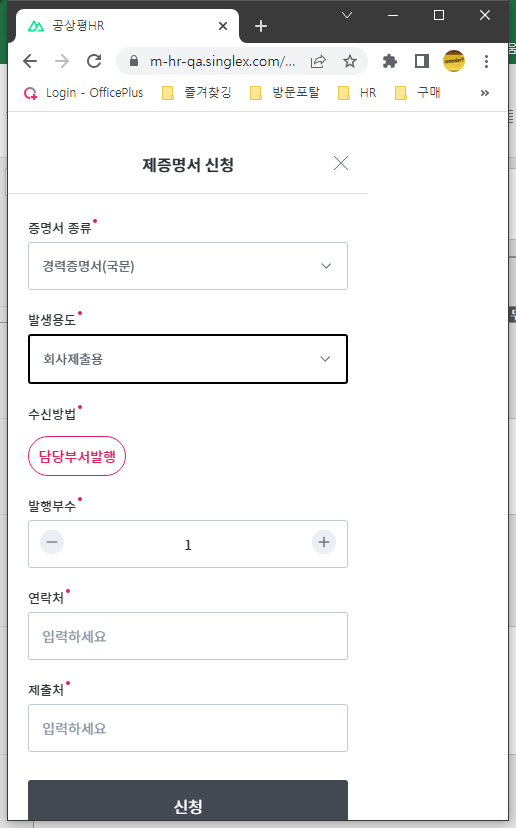 공상평HR
m-hr-qa.singlex.com/...
Login - OfficePlus
즐겨찾깅
방문포탈
HR
구매
»
제증명서 신청
증명서 종류
경력증명서(국문)
발생용도
회사제출용
수신방법
담당부서발행
발행부수
1
연락처
입력하세요
제출처
입력하세요
신청